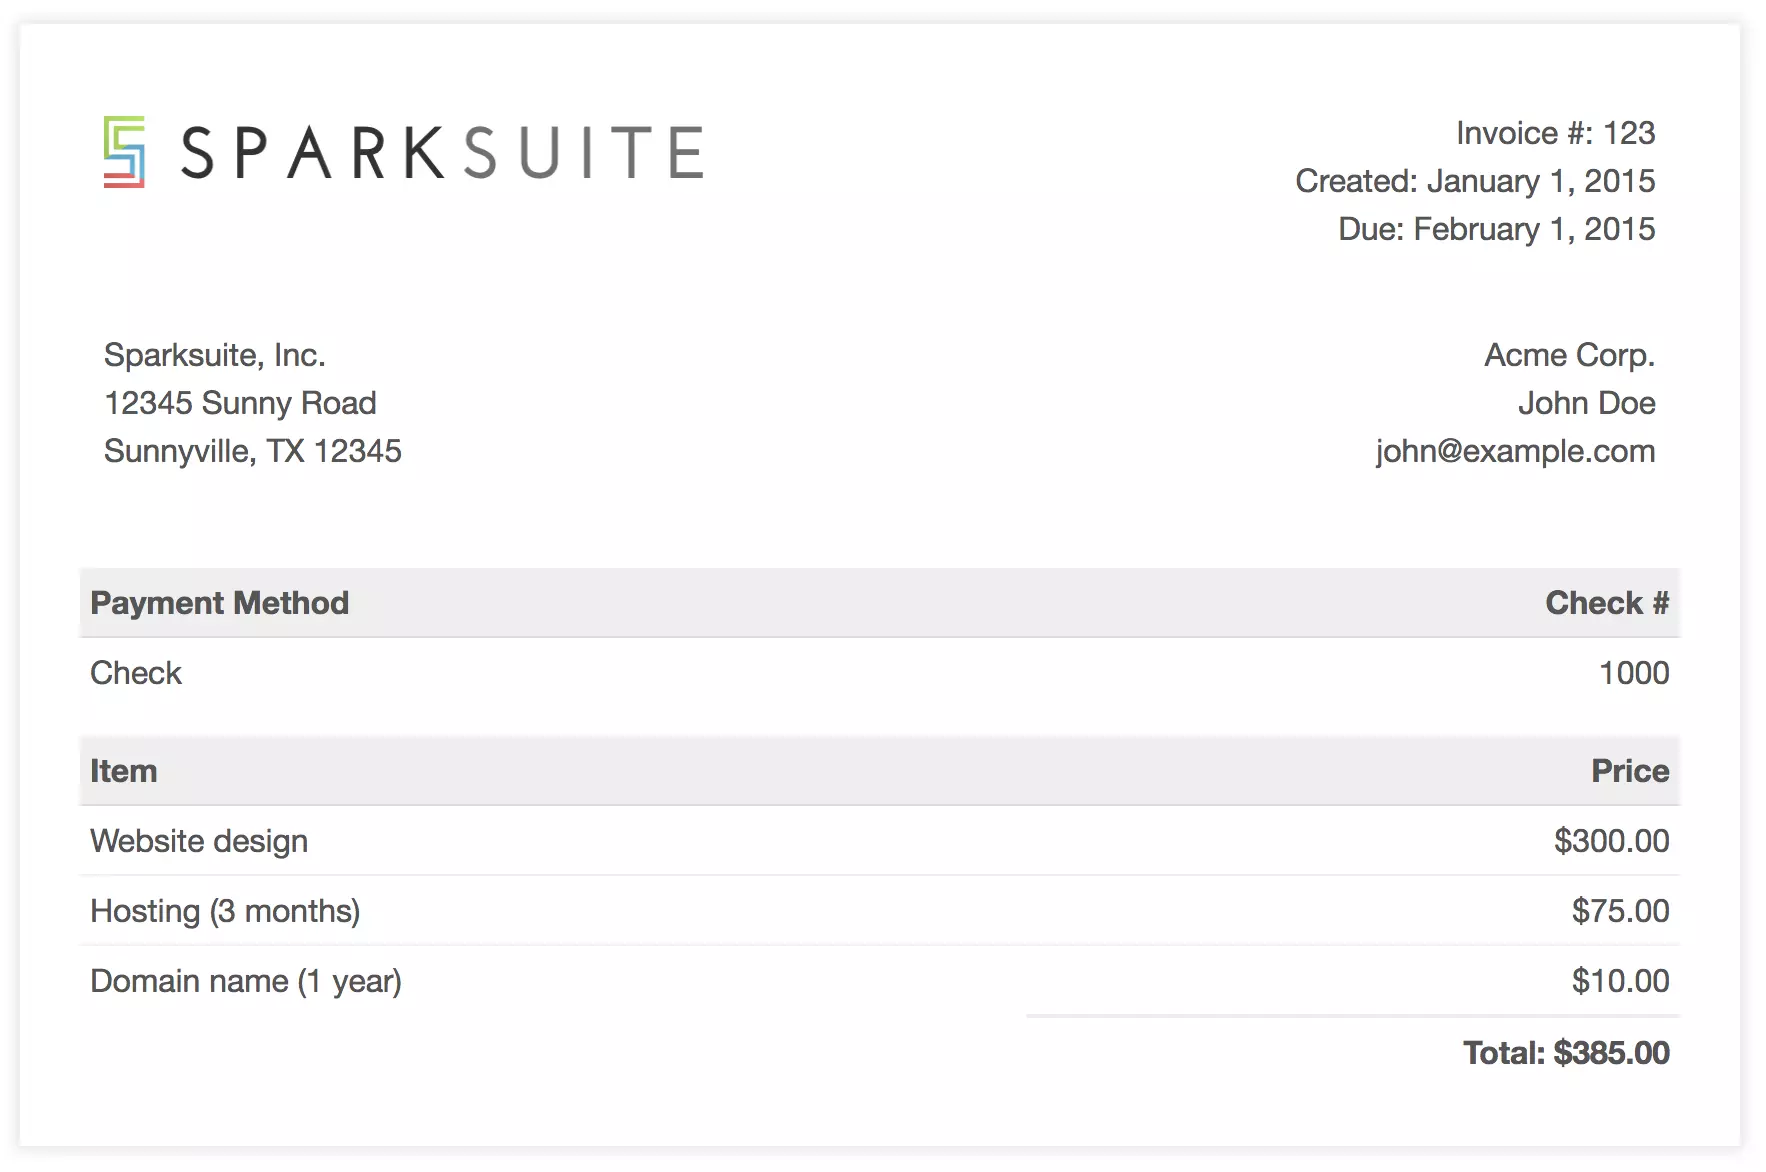 SPARKSUITE
Invoice #: 123
Created: January 1, 2015
Due: February 1, 2015
Sparksuite, Inc.
12345 Sunny Road
Sunnyville, TX 12345
Acme Corp.
John Doe
john@example.com
Payment Method Check #
Check 1000
Item Price
Website design $300.00
Hosting (3 months) $75.00
Domain name (1 year) $10.00
Total: $385.00